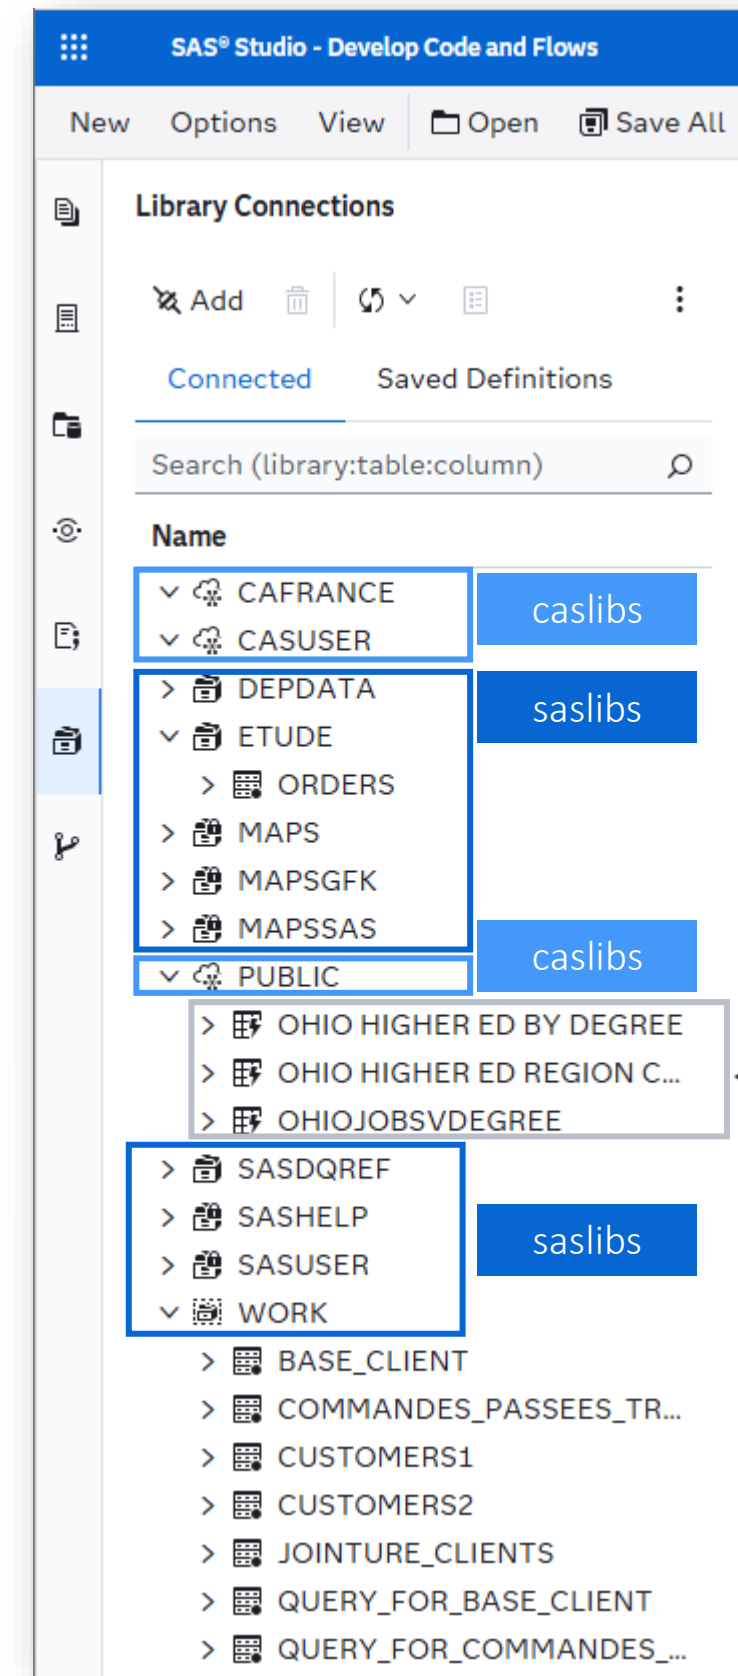 SAS® Studio - Develop Code and Flows
New Options View Open Save All
Library Connections
Add
Connected Saved Definitions
Search (library:table:column)
Name
CAFRANCE
caslibs
CASUSER
DEPDATA
saslibs
ETUDE
ORDERS
MAPS
MAPSGFK
MAPSSAS
caslibs
PUBLIC
OHIO HIGHER ED BY DEGREE
OHIO HIGHER ED REGION C...
OHIOJOBSVDEGREE
SASDQREF
SASHELP
saslibs
SASUSER
WORK
BASE_CLIENT
COMMANDES_PASSEES_TR...
CUSTOMERS1
CUSTOMERS2
JOINTURE_CLIENTS
QUERY_FOR_BASE_CLIENT
QUERY_FOR_COMMANDES_...